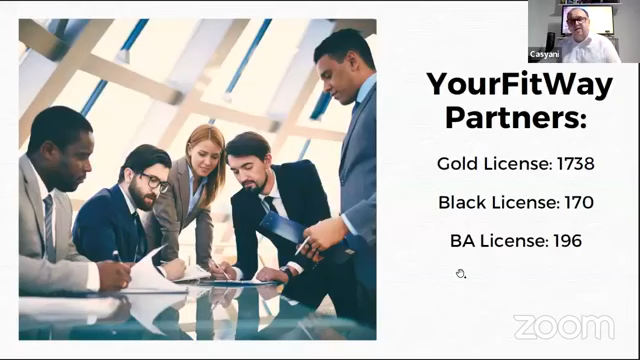 Casyani
YourFitWay
Partners:
Gold License: 1738
Black License: 170
BA License: 196
zoom